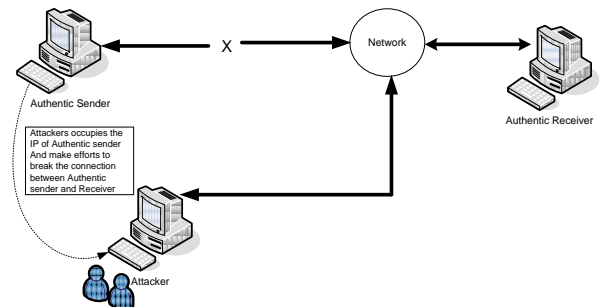 X
Network
Authentic Sender
Authentic Receiver
Attackers occupies the
IP of Authentic sender
And make efforts to
break the connection
between Authentic
sender and Receiver
Attacker